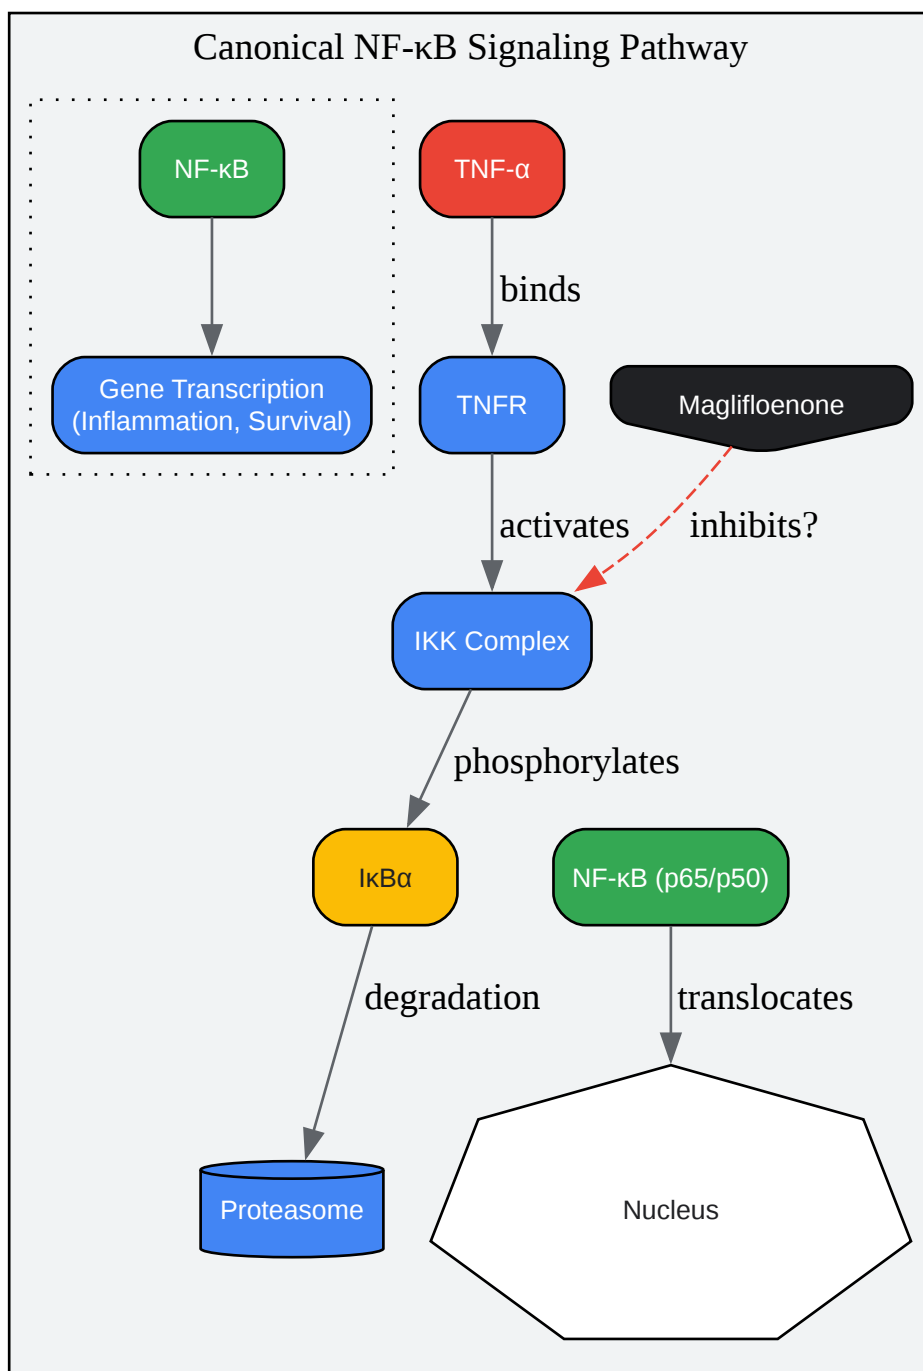 Canonical NF-κB Signaling Pathway
NF-κB
TNF-α
binds
Gene Transcription
(Inflammation, Survival)
TNFR
Maglifloenone
activates
inhibits?
IKK Complex
phosphorylates
IκBα
NF-κB (p65/p50)
degradation
translocates
Proteasome
Nucleus